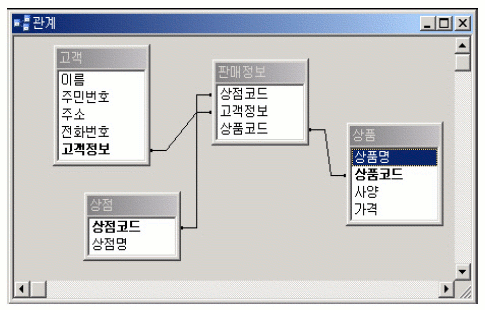 관계
고객
이름
주민번호
주소
전화번호
고객정보
판매정보
상점코드
고객정보
상품코드
상품
상품명
상품코드
사양
가격
상점
상점코드
상점명